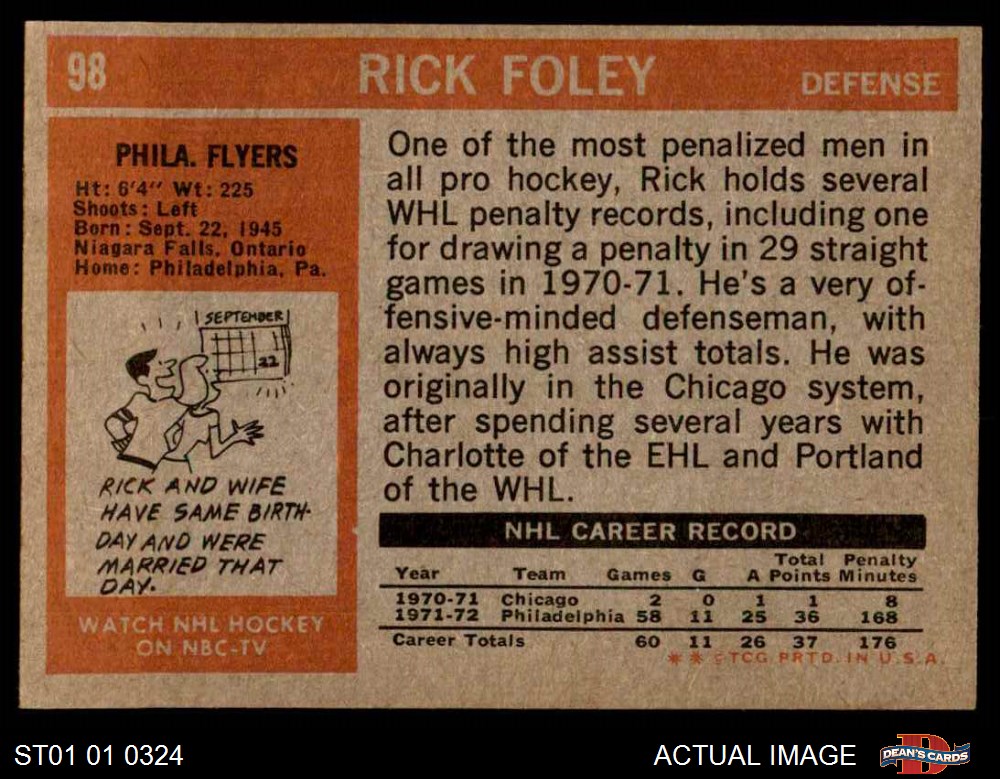 98 RICK FOLEY DEFENSE
PHILA. FLYERS
Ht: 6'4" Wt: 225
Shoots: Left
Born: Sept. 22, 1945
Niagara Falls, Ontario
Home: Philadelphia, Pa.
SEPTEMBER
22
RICK AND WIFE
HAVE SAME BIRTH-
DAY AND WERE
MARRIED THAT
DAY.
WATCH NHL HOCKEY
ON NBC-TV
One of the most penalized men in
all pro hockey, Rick holds several
WHL penalty records, including one
for drawing a penalty in 29 straight
games in 1970-71. He's a very of-
fensive-minded defenseman, with
always high assist totals. He was
originally in the Chicago system,
after spending several years with
Charlotte of the EHL and Portland
of the WHL.
NHL CAREER RECORD
Total Penalty
Year Team Games G A Points Minutes
1970-71 Chicago 2 0 1 1 8
1971-72 Philadelphia 58 11 25 36 168
Career Totals 60 11 26 37 176
* * ©TCG PRTD. IN U.S.A.
ST01 01 0324
ACTUAL IMAGE
DEAN'S CARDS